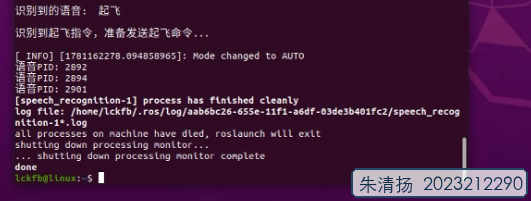 识别到的语音： 起飞
识别到起飞指令，准备发送起飞命令...
[ INFO] [1781162278.094858965]: Mode changed to AUTO
语音PID: 2892
语音PID: 2894
语音PID: 2901
[speech_recognition-1] process has finished cleanly
log file: /home/lckfb/.ros/log/aab6bc26-655e-11f1-a6df-03de3b401fc2/speech_recog
nition-1*.log
all processes on machine have died, roslaunch will exit
shutting down processing monitor...
... shutting down processing monitor complete
done
lckfb@linux:~$
朱清扬 2023212290